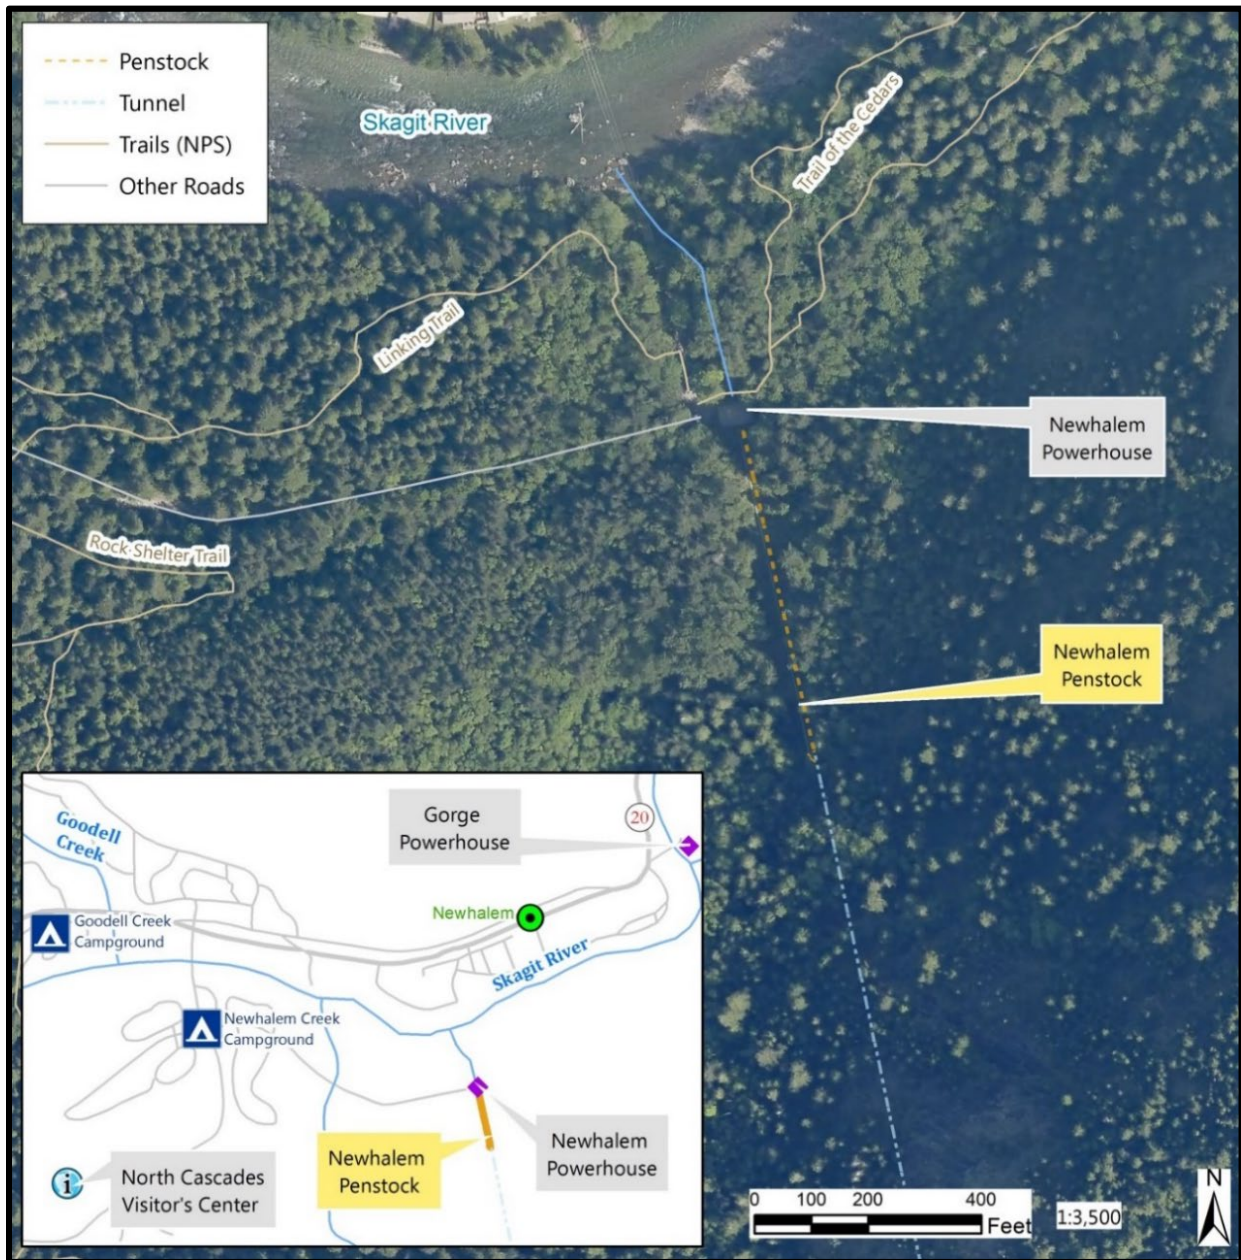 Penstock
Tunnel
Trails (NPS)
Other Roads
Skagit River
Trail of the Cedars
Linking Trail
Newhalem
Powerhouse
Rock Shelter Trail
Newhalem
Penstock
Goodell
Creek
Gorge
Powerhouse
20
Goodell Creek
Campground
Newhalem
Skagit River
Newhalem Creek
Campground
Newhalem
Penstock
Newhalem
Powerhouse
i
North Cascades
Visitor's Center
0 100 200 400
Feet
1:3,500
N